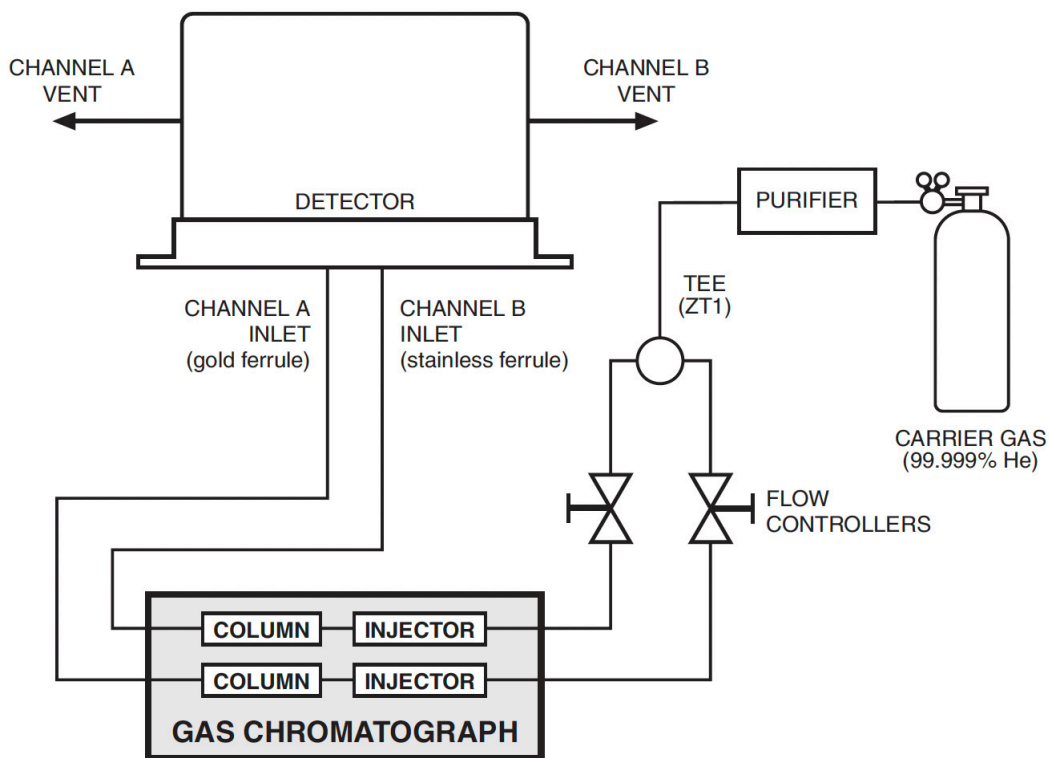 CHANNEL A
VENT
CHANNEL B
VENT
DETECTOR
PURIFIER
TEE
(ZT1)
CHANNEL A
INLET
(gold ferrule)
CHANNEL B
INLET
(stainless ferrule)
CARRIER GAS
(99.999% He)
FLOW
CONTROLLERS
COLUMN
INJECTOR
COLUMN
INJECTOR
GAS CHROMATOGRAPH